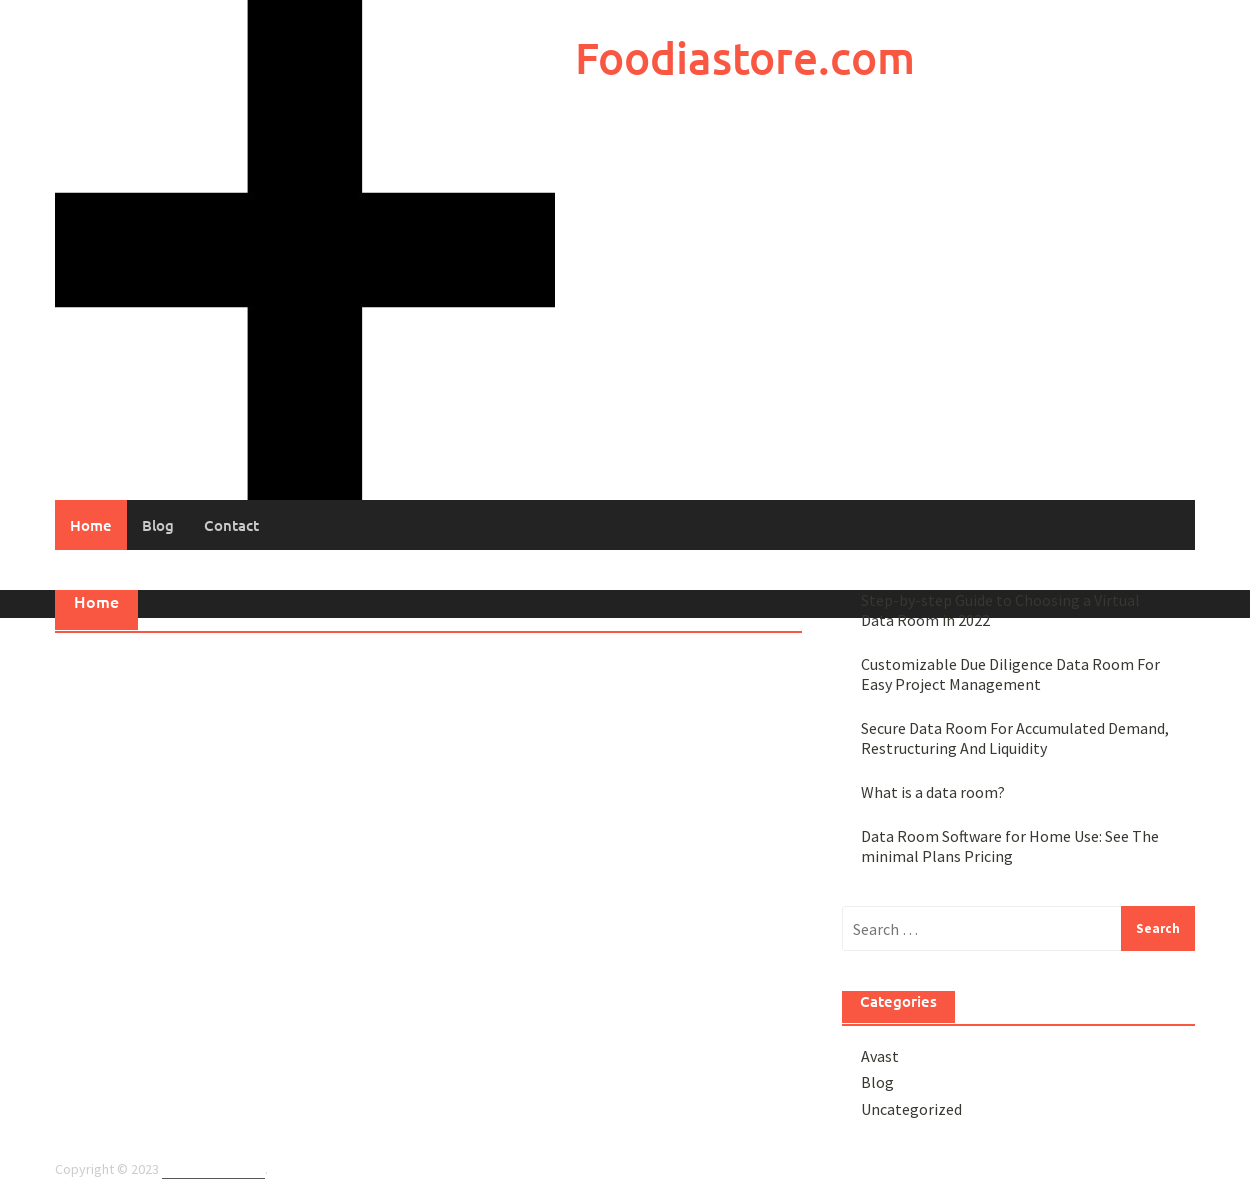 Foodiastore.com
Home
Blog
Contact
Home
Step-by-step Guide to Choosing a Virtual
Data Room in 2022
Customizable Due Diligence Data Room For
Easy Project Management
Secure Data Room For Accumulated Demand,
Restructuring And Liquidity
What is a data room?
Data Room Software for Home Use: See The
minimal Plans Pricing
Search …
Search
Categories
Avast
Blog
Uncategorized
Copyright © 2023 .